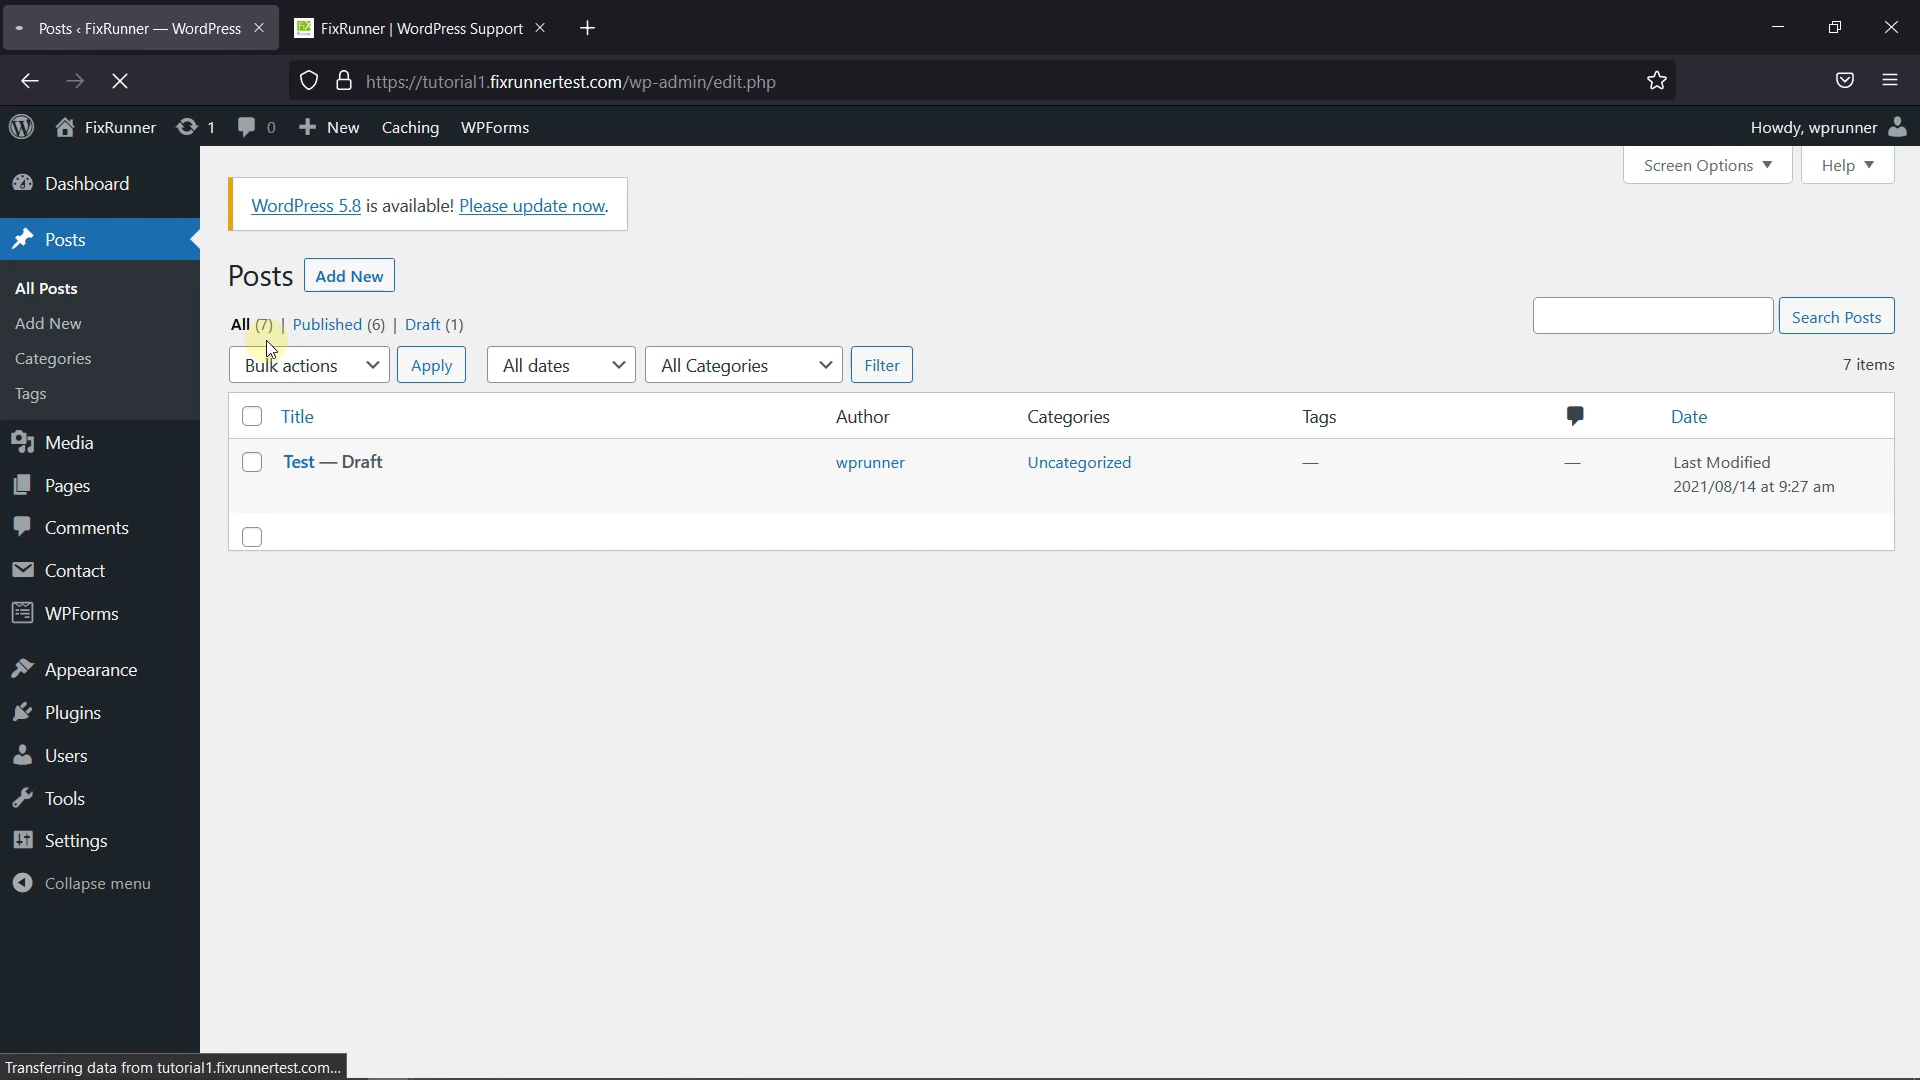 Posts ‹ FixRunner — WordPress
FixRunner | WordPress Support
https://tutorial1.fixrunnertest.com/wp-admin/edit.php
FixRunner 1 0 New Caching WPForms Howdy, wprunner
Screen Options Help
Dashboard
Posts
All Posts
Add New
Categories
Tags
Media
Pages
Comments
Contact
WPForms
Appearance
Plugins
Users
Tools
Settings
Collapse menu
WordPress 5.8 is available! Please update now.
Posts Add New
All (7) | Published (6) | Draft (1)
Search Posts
Bulk actions Apply All dates All Categories Filter 7 items
Title Author Categories Tags Date
Test — Draft wprunner Uncategorized — — Last Modified
2021/08/14 at 9:27 am
Transferring data from tutorial1.fixrunnertest.com...